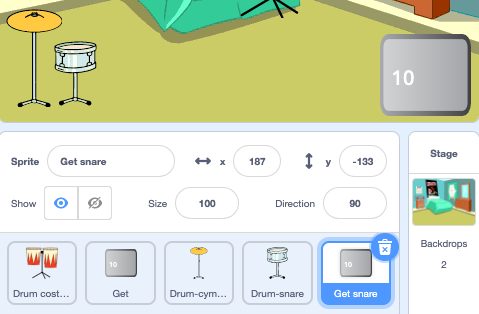 10
Sprite Get snare x 187 y -133
Show Size 100 Direction 90
Stage
Backdrops
2
10 10
Drum cost... Get Drum-cym... Drum-snare Get snare